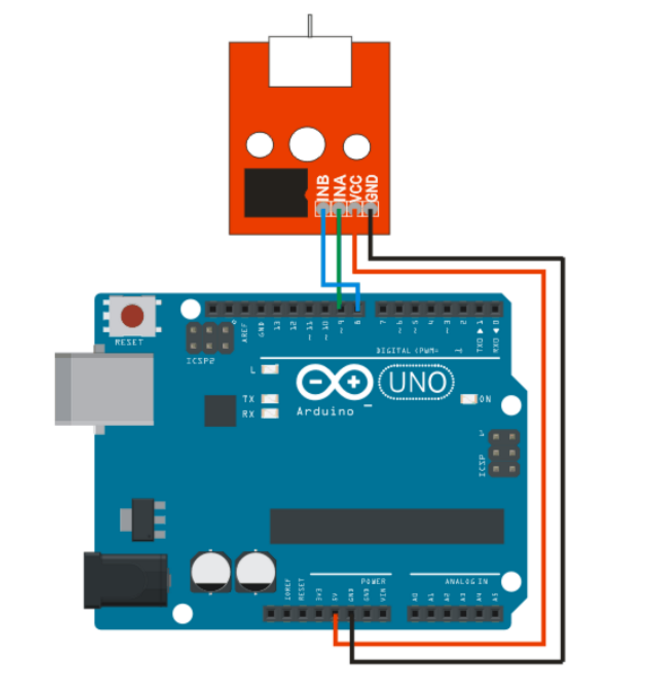 INB INA VCC GND
RESET
ICSP2
AREF GND 13 12 ~11 ~10 ~9 8
7 ~6 ~5 4 ~3 2 TXD 1 RXD 0
DIGITAL (PWM=
L
TX
RX
Arduino
UNO
ON
ICSP
POWER
ANALOG IN
IOREF RESET 3V3 5V GND GND VIN
A0 A1 A2 A3 A4 A5